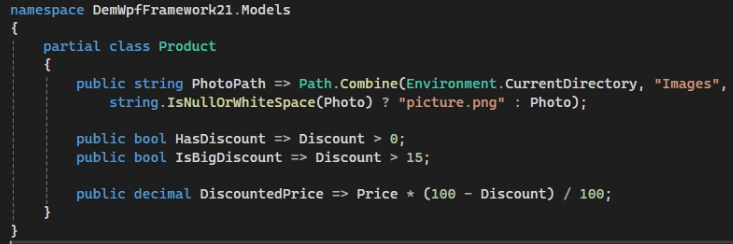 namespace DemWpfFramework21.Models
{
    partial class Product
    {
        public string PhotoPath => Path.Combine(Environment.CurrentDirectory, "Images",
            string.IsNullOrWhiteSpace(Photo) ? "picture.png" : Photo);

        public bool HasDiscount => Discount > 0;
        public bool IsBigDiscount => Discount > 15;

        public decimal DiscountedPrice => Price * (100 - Discount) / 100;
    }
}